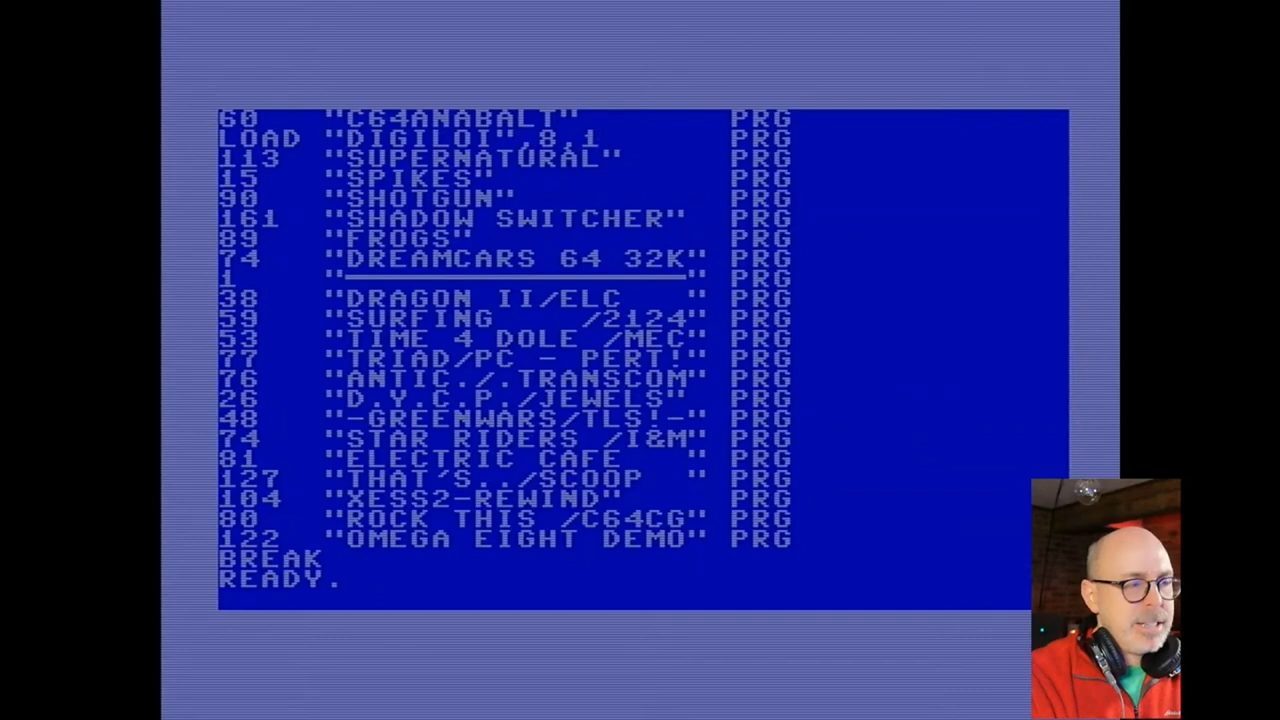 60 "C64ANABALT" PRG
LOAD "DIGILOI",8,1 PRG
113 "SUPERNATURAL" PRG
15 "SPIKES" PRG
90 "SHOTGUN" PRG
161 "SHADOW SWITCHER" PRG
89 "FROGS" PRG
74 "DREAMCARS 64 32K" PRG
1 "────────────────" PRG
38 "DRAGON II/ELC   " PRG
59 "SURFING    /2124" PRG
53 "TIME 4 DOLE /MEC" PRG
77 "TRIAD/PC - PERT!" PRG
76 "ANTIC./.TRANSCOM" PRG
26 "D.Y.C.P./JEWELS" PRG
48 "-GREENWARS/TLS!-" PRG
74 "STAR RIDERS /I&M" PRG
81 "ELECTRIC CAFE   " PRG
127 "THAT'S../SCOOP  " PRG
104 "XESS2-REWIND" PRG
80 "ROCK THIS /C64CG" PRG
122 "OMEGA EIGHT DEMO" PRG
BREAK
READY.